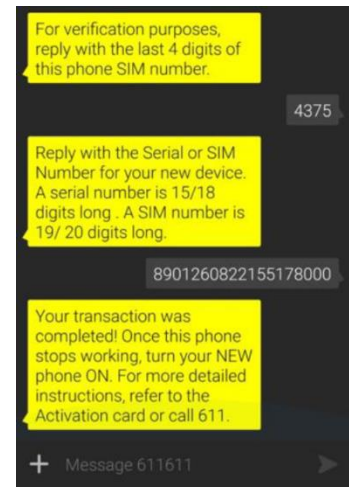 For verification purposes,
reply with the last 4 digits of
this phone SIM number.
4375
Reply with the Serial or SIM
Number for your new device.
A serial number is 15/18
digits long . A SIM number is
19/ 20 digits long.
8901260822155178000
Your transaction was
completed! Once this phone
stops working, turn your NEW
phone ON. For more detailed
instructions, refer to the
Activation card or call 611.
+ Message 611611